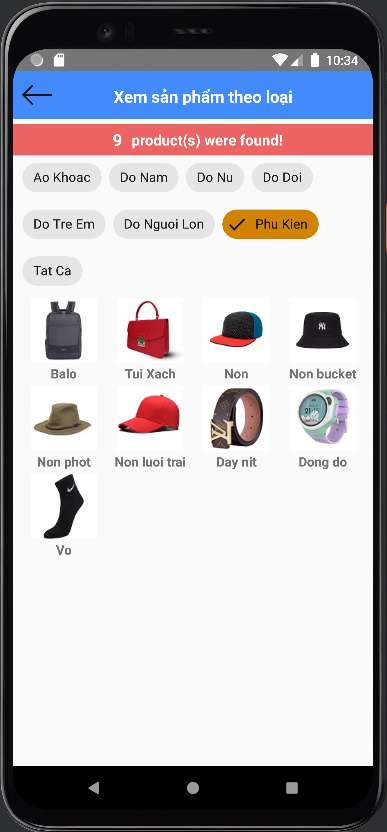 10:34
Xem sản phẩm theo loại
9 product(s) were found!
Ao Khoac Do Nam Do Nu Do Doi
Do Tre Em Do Nguoi Lon Phu Kien
Tat Ca
Balo Tui Xach Non Non bucket
Non phot Non luoi trai Day nit Dong do
Vo